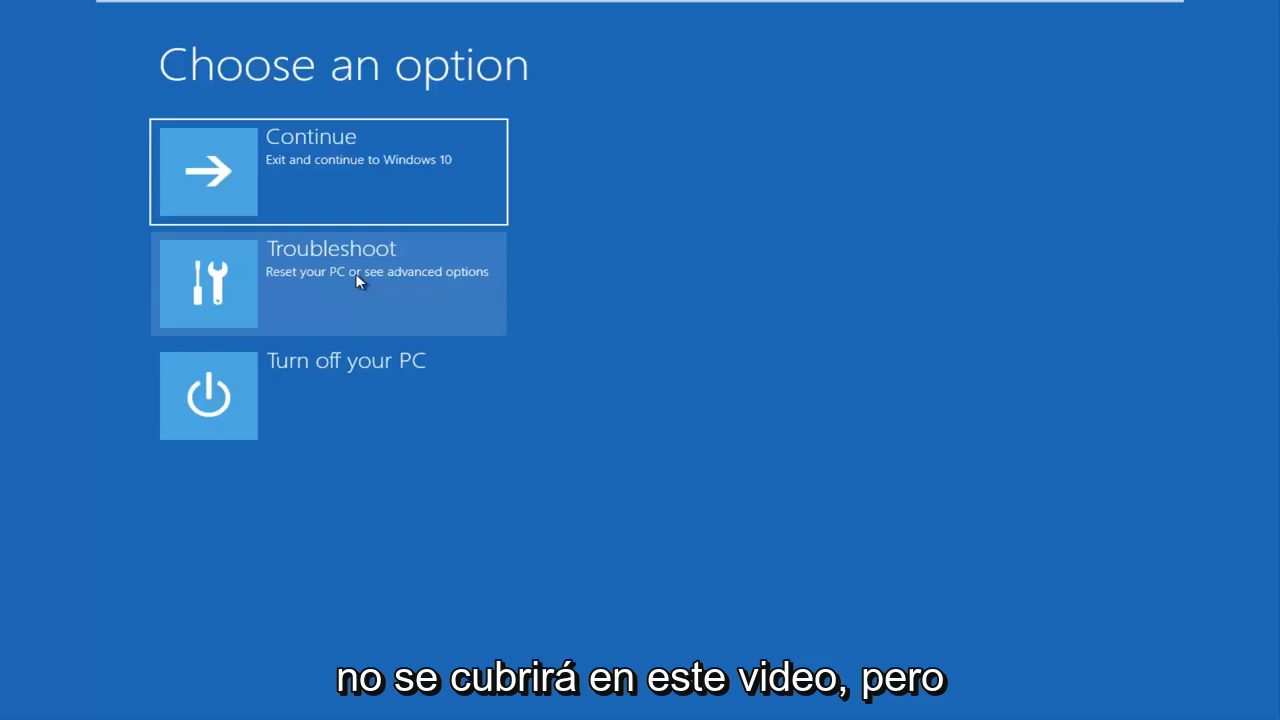 Choose an option
Continue
Exit and continue to Windows 10
Troubleshoot
Reset your PC or see advanced options
Turn off your PC
no se cubrirá en este video, pero